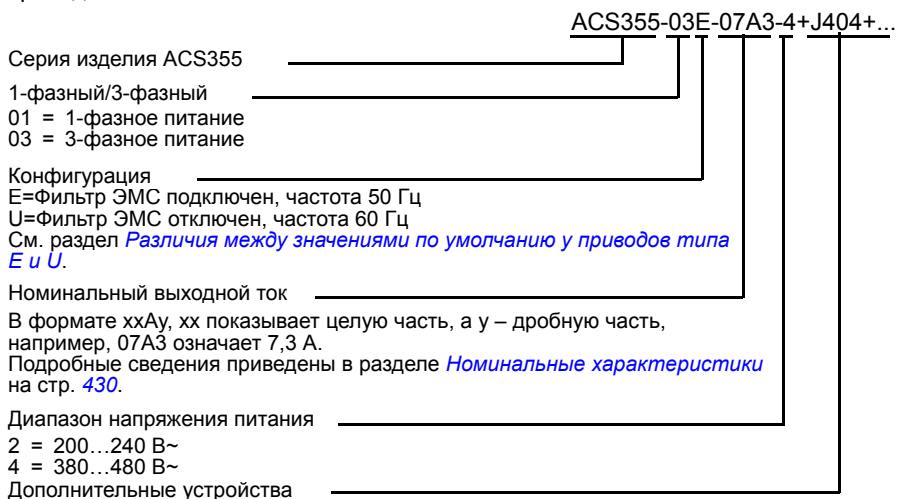 ACS355-03E-07A3-4+J404+...
Серия изделия ACS355
1-фазный/3-фазный
01 = 1-фазное питание
03 = 3-фазное питание
Конфигурация
E=Фильтр ЭМС подключен, частота 50 Гц
U=Фильтр ЭМС отключен, частота 60 Гц
См. раздел Различия между значениями по умолчанию у приводов типа
E и U.
Номинальный выходной ток
В формате xxAy, xx показывает целую часть, а y – дробную часть,
например, 07A3 означает 7,3 А.
Подробные сведения приведены в разделе Номинальные характеристики
на стр. 430.
Диапазон напряжения питания
2 = 200…240 В~
4 = 380…480 В~
Дополнительные устройства